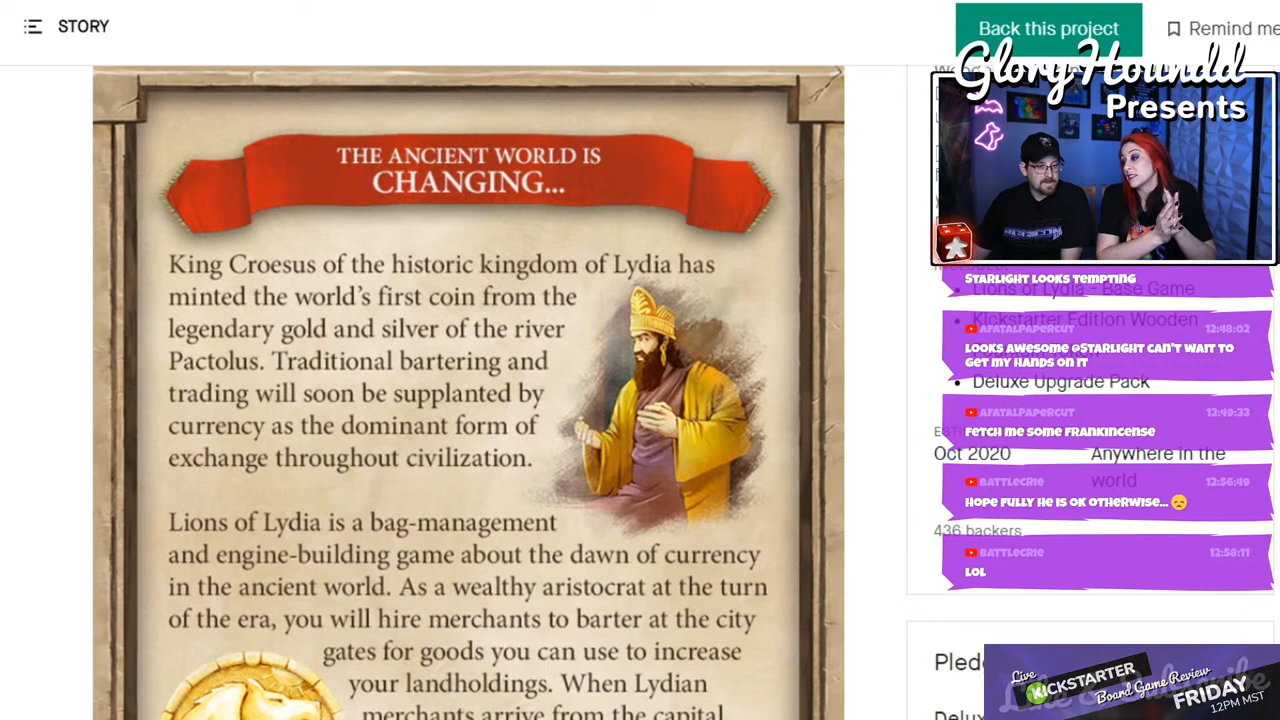 STORY
Back this project
Remind me
GloryHoundd
Presents
THE ANCIENT WORLD IS
CHANGING...
King Croesus of the historic kingdom of Lydia has
minted the world's first coin from the
legendary gold and silver of the river
Pactolus. Traditional bartering and
trading will soon be supplanted by
currency as the dominant form of
exchange throughout civilization.
Lions of Lydia is a bag-management
and engine-building game about the dawn of currency
in the ancient world. As a wealthy aristocrat at the turn
of the era, you will hire merchants to barter at the city
gates for goods you can use to increase
your landholdings. When Lydian
merchants arrive from the capital
STARLIGHT LOOKS TEMPTING
Lions of Lydia - Base Game
Kickstarter Edition Wooden
AFATALPAPERCUT 12:48:02
LOOKS AWESOME @STARLIGHT CAN'T WAIT TO
GET MY HANDS ON IT
Deluxe Upgrade Pack
AFATALPAPERCUT 12:49:33
FETCH ME SOME FRANKINCENSE
Oct 2020
Anywhere in the
world
BATTLECRIE 12:56:49
HOPE FULLY HE IS OK OTHERWISE... 😞
436 backers
BATTLECRIE 12:58:11
LOL
Live
KICKSTARTER
Board Game Review
FRIDAY
12PM MST